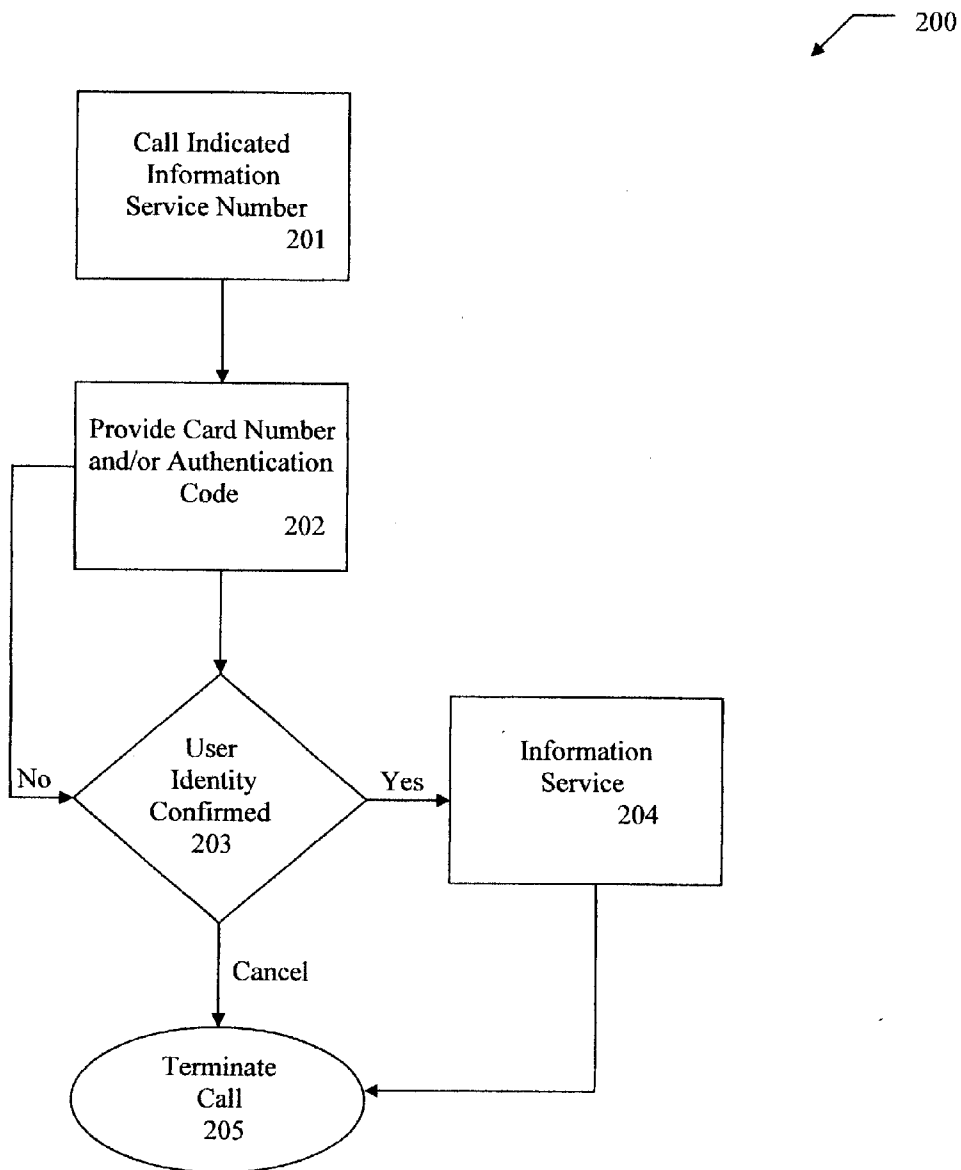 200
Call Indicated
Information
Service Number
201
Provide Card Number
and/or Authentication
Code
202
User
Identity
Confirmed
203
No
Yes
Information
Service
204
Cancel
Terminate
Call
205